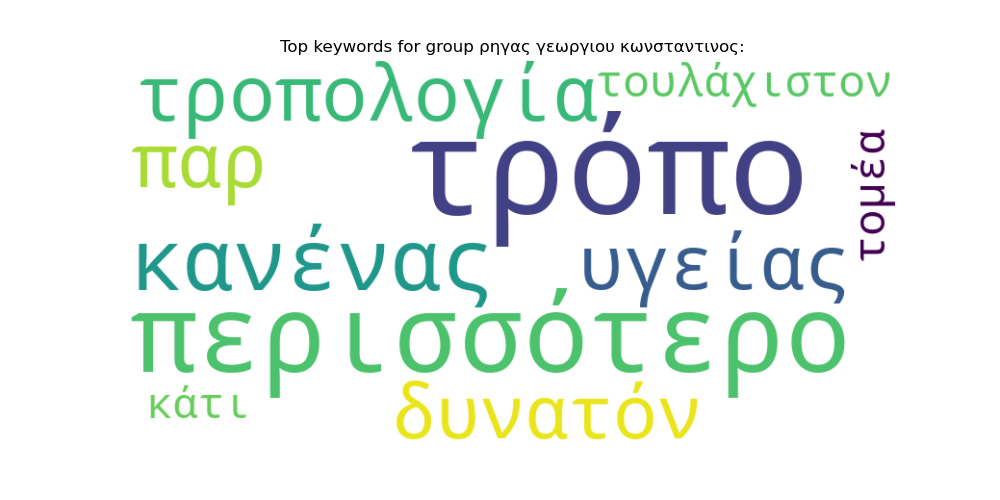 Top keywords for group ρηγας γεωργιου κωνσταντινος:
τροπολογία
τουλάχιστον
τρόπο
παρ
τομέα
κανένας
υγείας
περισσότερο
κάτι
δυνατόν